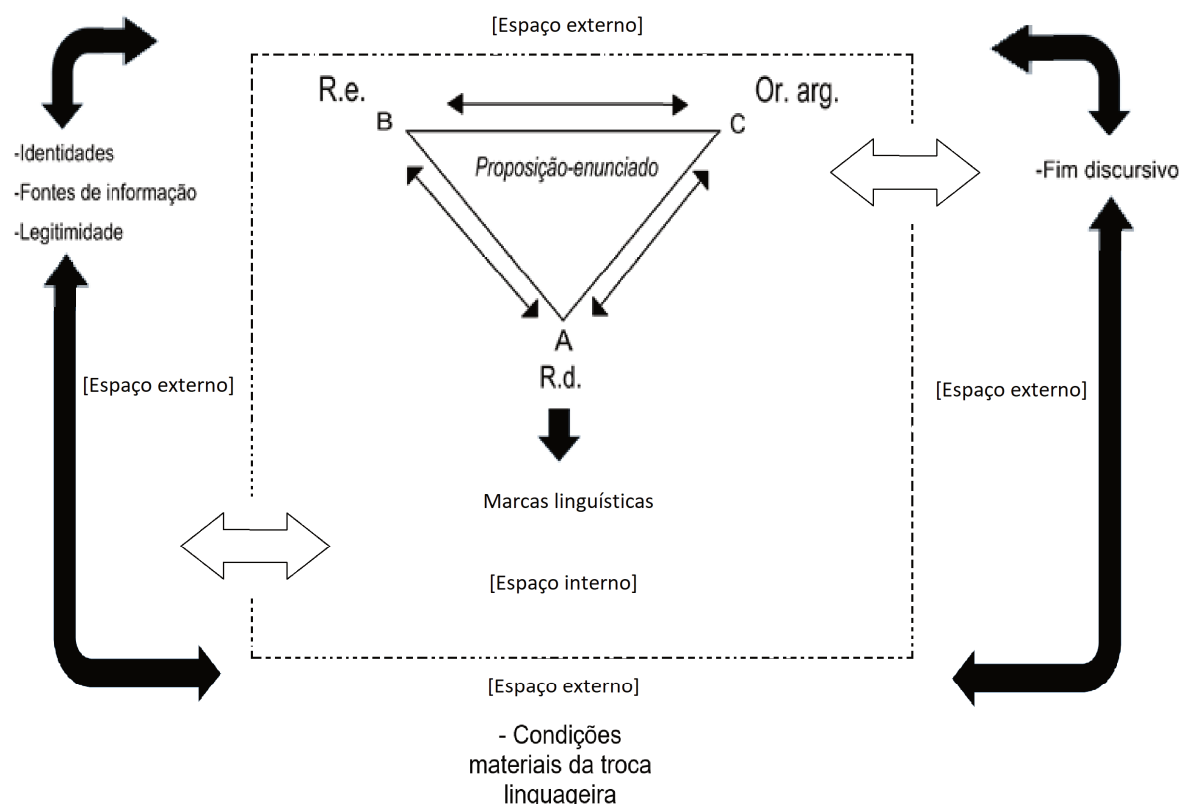 [Espaço externo]
R.e.
Or. arg.
B
C
Proposição-enunciado
-Identidades
-Fontes de informação
-Legitimidade
-Fim discursivo
A
R.d.
[Espaço externo]
[Espaço externo]
Marcas linguísticas
[Espaço interno]
[Espaço externo]
- Condições
materiais da troca
linguageira